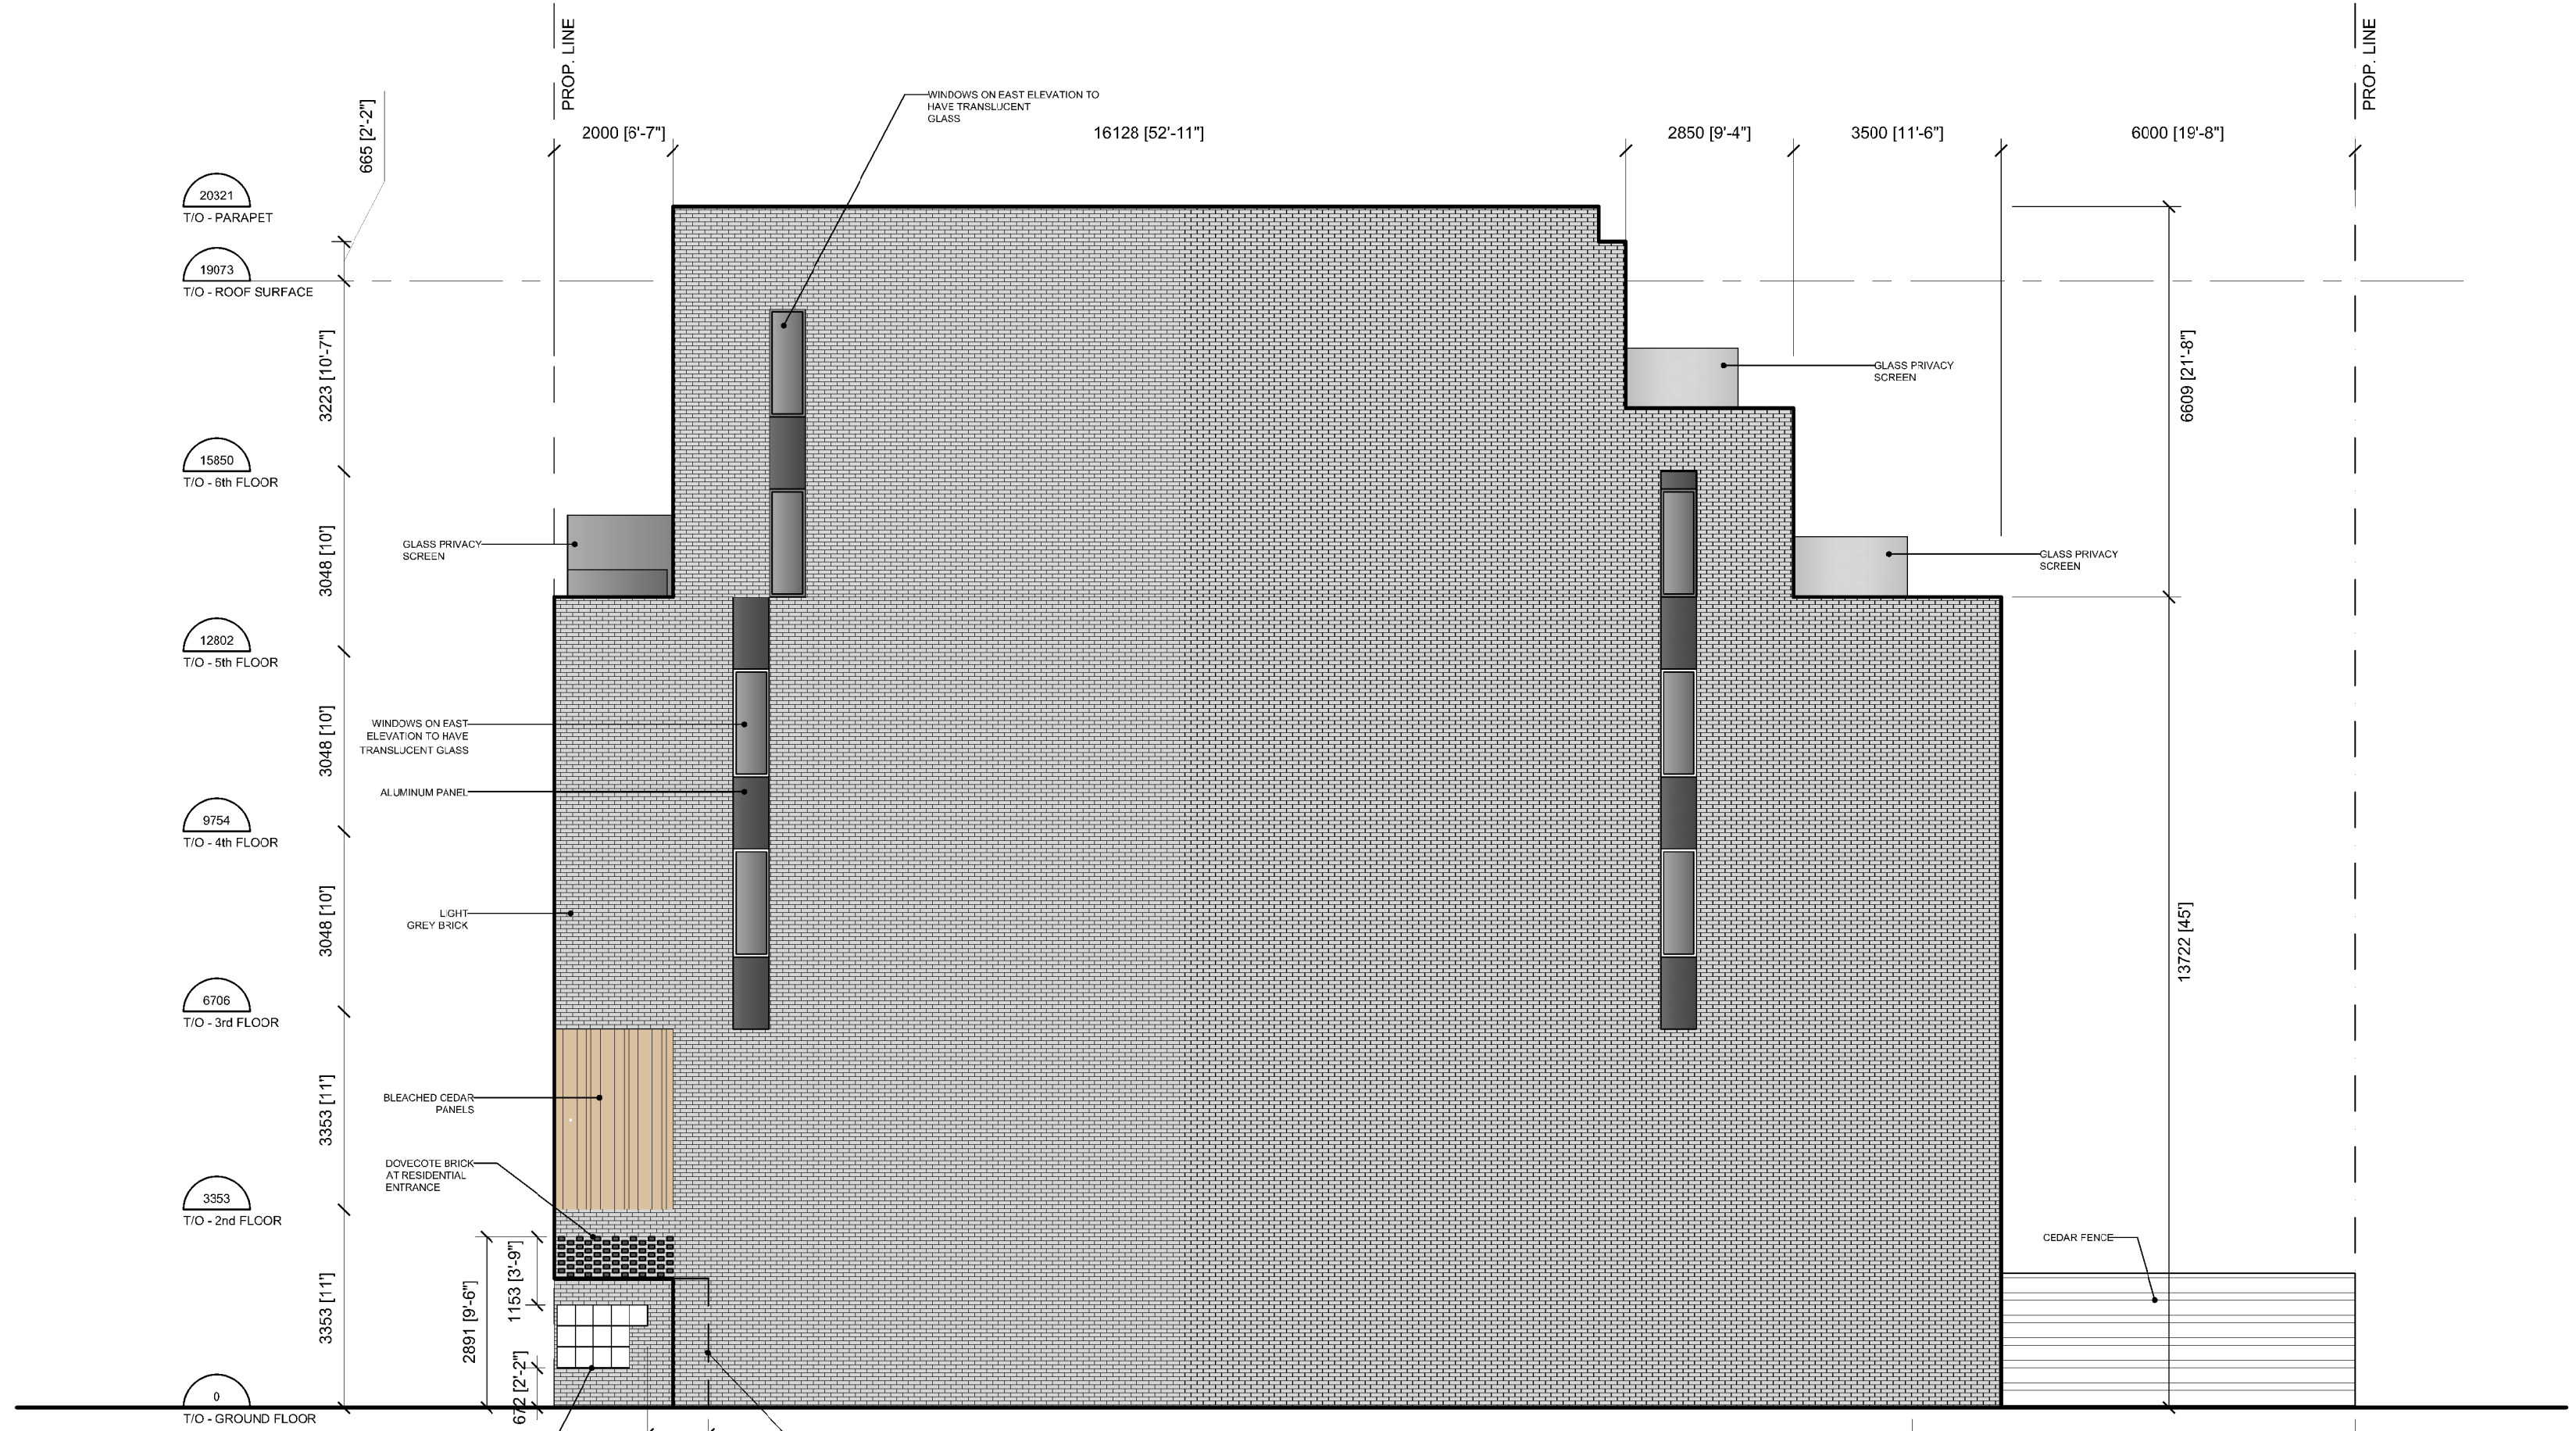 PROP. LINE
PROP. LINE
665 [2'-2"]
WINDOWS ON EAST ELEVATION TO
HAVE TRANSLUCENT
GLASS
2000 [6'-7"]
16128 [52'-11"]
2850 [9'-4"]
3500 [11'-6"]
6000 [19'-8"]
20321
T/O - PARAPET
19073
T/O - ROOF SURFACE
3223 [10'-7"]
GLASS PRIVACY
SCREEN
6609 [21'-8"]
15850
T/O - 6th FLOOR
3048 [10']
GLASS PRIVACY
SCREEN
GLASS PRIVACY
SCREEN
12802
T/O - 5th FLOOR
3048 [10']
WINDOWS ON EAST
ELEVATION TO HAVE
TRANSLUCENT GLASS
ALUMINUM PANEL
9754
T/O - 4th FLOOR
3048 [10']
LIGHT
GREY BRICK
13722 [45']
6706
T/O - 3rd FLOOR
3353 [11']
BLEACHED CEDAR
PANELS
DOVECOTE BRICK
AT RESIDENTIAL
ENTRANCE
3353
T/O - 2nd FLOOR
CEDAR FENCE
3353 [11']
2891 [9'-6"]
1153 [3'-9"]
672 [2'-2"]
0
T/O - GROUND FLOOR